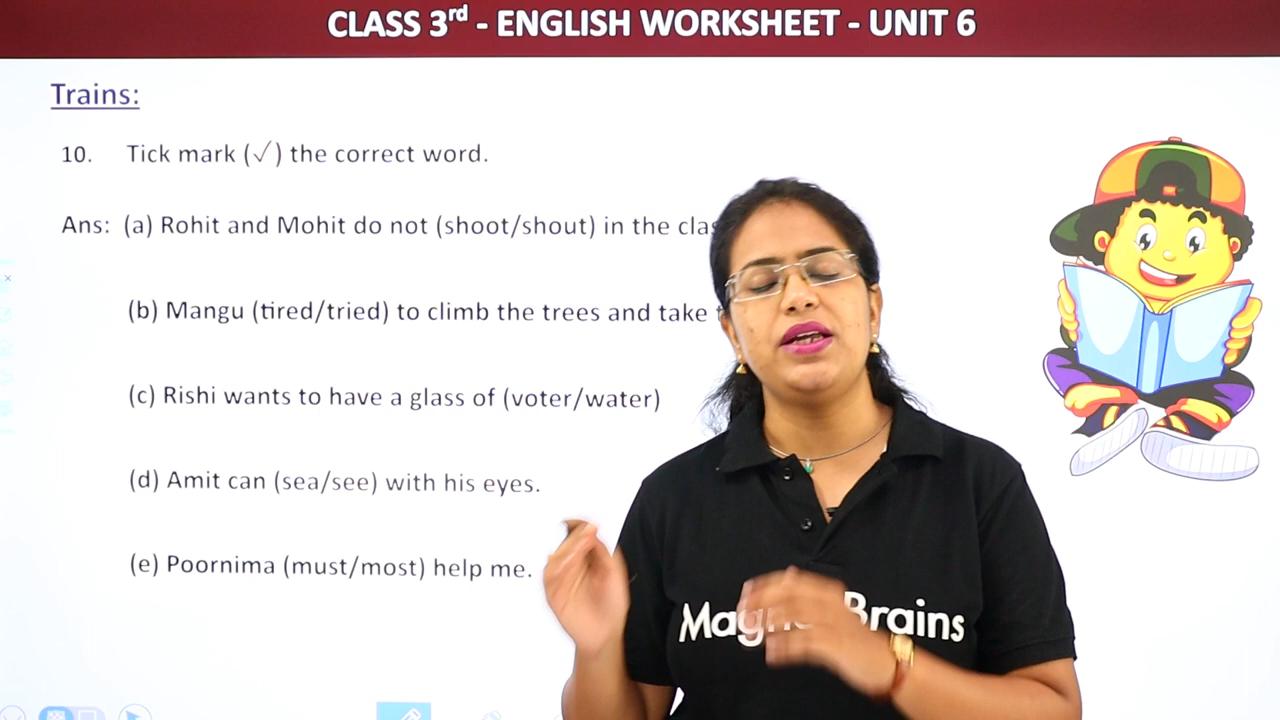 CLASS 3rd - ENGLISH WORKSHEET - UNIT 6
Trains:
10. Tick mark (✓) the correct word.
Ans: (a) Rohit and Mohit do not (shoot/shout) in the
(b) Mangu (tired/tried) to climb the trees and take
(c) Rishi wants to have a glass of (voter/water)
(d) Amit can (sea/see) with his eyes.
(e) Poornima (must/most) help me.
Brains